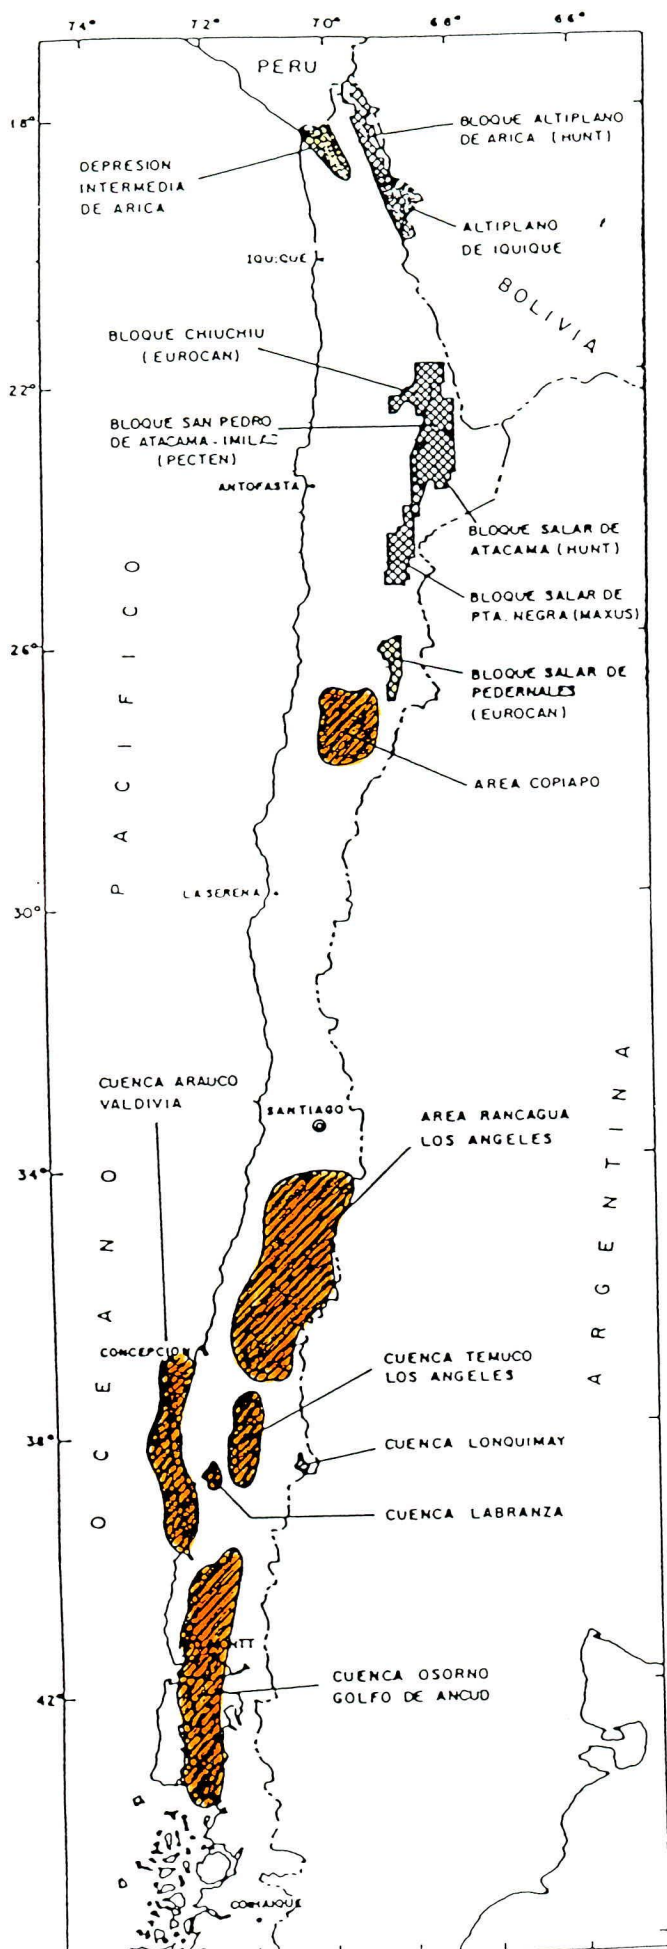 74° 72° 70° 68° 66°
PERU
18°
BLOQUE ALTIPLANO
DE ARICA (HUNT)
DEPRESION
INTERMEDIA
DE ARICA
ALTIPLANO
DE IQUIQUE
IQUIQUE
BOLIVIA
BLOQUE CHIUCHIU
(EUROCAN)
22°
BLOQUE SAN PEDRO
DE ATACAMA - IMILAC
(PECTEN)
ANTOFASTA
BLOQUE SALAR DE
ATACAMA (HUNT)
BLOQUE SALAR DE
PTA. NEGRA (MAXUS)
26°
BLOQUE SALAR DE
PEDERNALES
(EUROCAN)
AREA COPIAPO
OCEANO PACIFICO
LA SERENA
30°
ARGENTINA
CUENCA ARAUCO
VALDIVIA
SANTIAGO
AREA RANCAGUA
LOS ANGELES
34°
CONCEPCION
CUENCA TEMUCO
LOS ANGELES
38°
CUENCA LONQUIMAY
CUENCA LABRANZA
CUENCA OSORNO
GOLFO DE ANCUD
42°